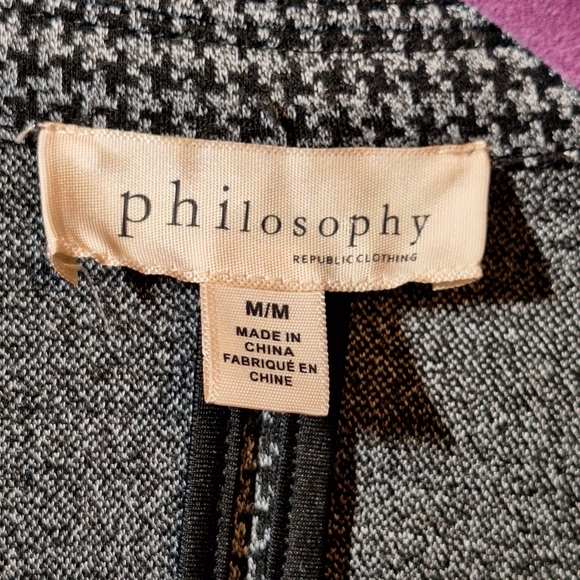 philosophy
REPUBLIC CLOTHING
M/M
MADE IN
CHINA
FABRIQUÉ EN
CHINE